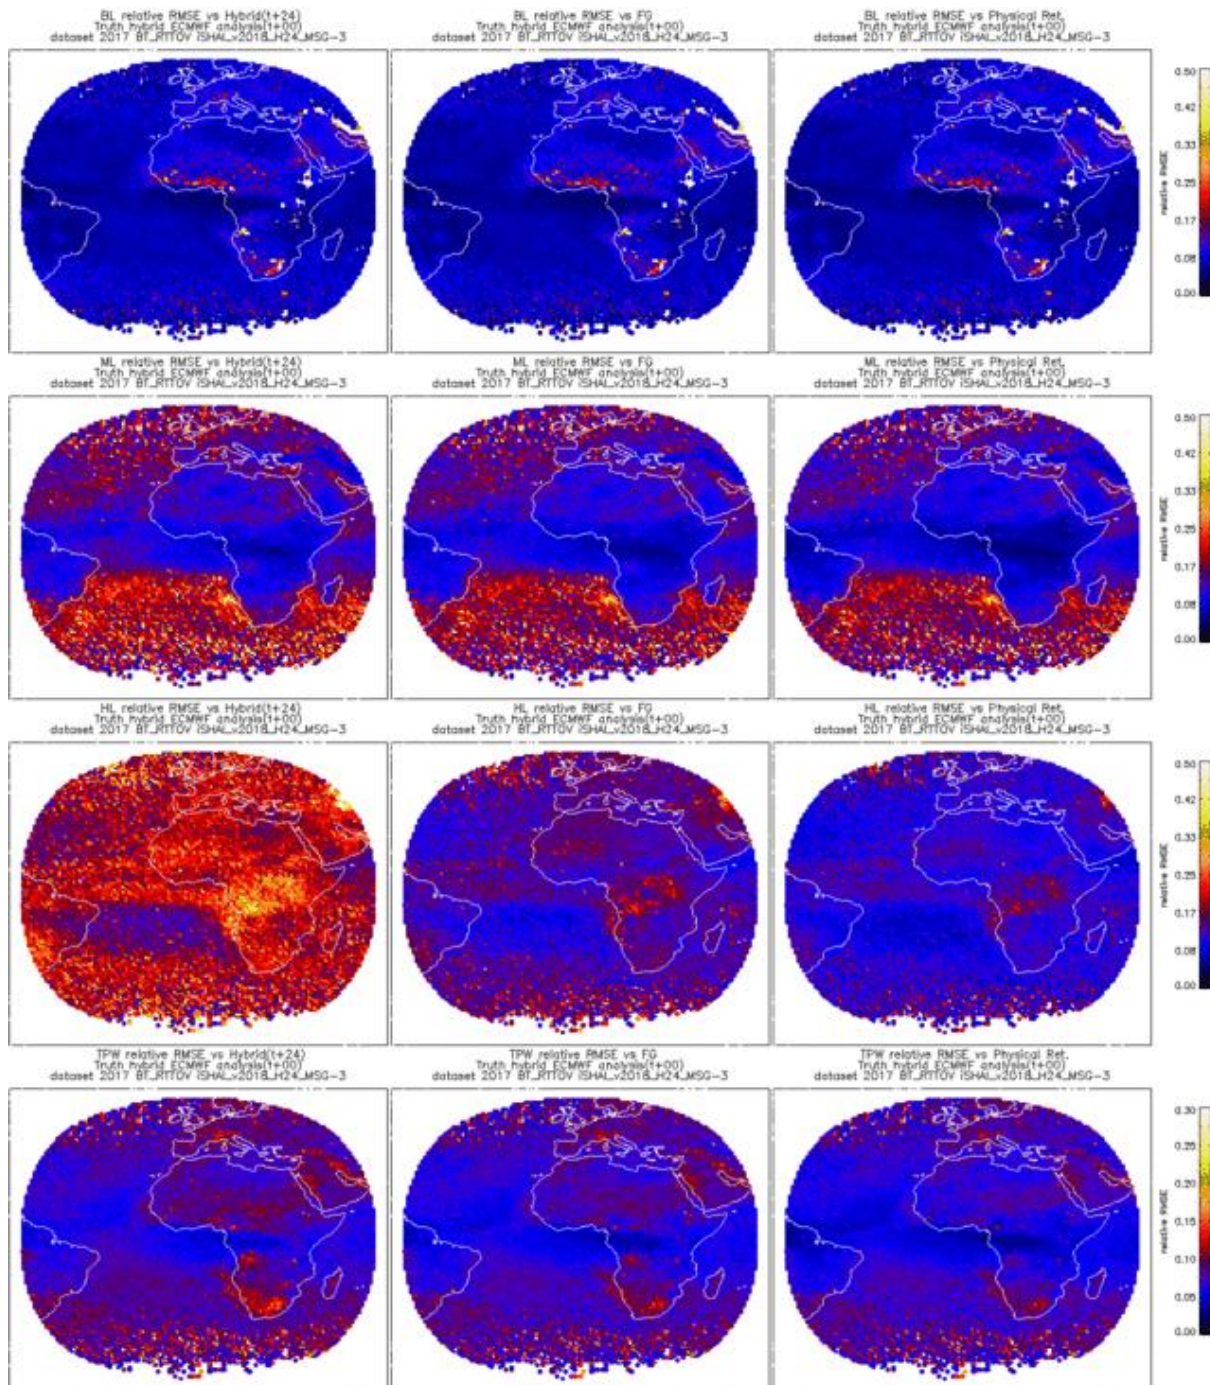 BL relative RMSE vs Hybrid(t+24)
Truth hybrid ECMWF analysis(t+00)
dataset 2017 BT_RTTOV iSHAI_v2018_H24_MSG-3
BL relative RMSE vs FG
Truth hybrid ECMWF analysis(t+00)
dataset 2017 BT_RTTOV iSHAI_v2018_H24_MSG-3
BL relative RMSE vs Physical Ret.
Truth hybrid ECMWF analysis(t+00)
dataset 2017 BT_RTTOV iSHAI_v2018_H24_MSG-3
0.50
0.42
0.33
0.25
0.17
0.08
0.00
relative RMSE
ML relative RMSE vs Hybrid(t+24)
Truth hybrid ECMWF analysis(t+00)
dataset 2017 BT_RTTOV iSHAI_v2018_H24_MSG-3
ML relative RMSE vs FG
Truth hybrid ECMWF analysis(t+00)
dataset 2017 BT_RTTOV iSHAI_v2018_H24_MSG-3
ML relative RMSE vs Physical Ret.
Truth hybrid ECMWF analysis(t+00)
dataset 2017 BT_RTTOV iSHAI_v2018_H24_MSG-3
0.50
0.42
0.33
0.25
0.17
0.08
0.00
relative RMSE
HL relative RMSE vs Hybrid(t+24)
Truth hybrid ECMWF analysis(t+00)
dataset 2017 BT_RTTOV iSHAI_v2018_H24_MSG-3
HL relative RMSE vs FG
Truth hybrid ECMWF analysis(t+00)
dataset 2017 BT_RTTOV iSHAI_v2018_H24_MSG-3
HL relative RMSE vs Physical Ret.
Truth hybrid ECMWF analysis(t+00)
dataset 2017 BT_RTTOV iSHAI_v2018_H24_MSG-3
0.50
0.42
0.33
0.25
0.17
0.08
0.00
relative RMSE
TPW relative RMSE vs Hybrid(t+24)
Truth hybrid ECMWF analysis(t+00)
dataset 2017 BT_RTTOV iSHAI_v2018_H24_MSG-3
TPW relative RMSE vs FG
Truth hybrid ECMWF analysis(t+00)
dataset 2017 BT_RTTOV iSHAI_v2018_H24_MSG-3
TPW relative RMSE vs Physical Ret.
Truth hybrid ECMWF analysis(t+00)
dataset 2017 BT_RTTOV iSHAI_v2018_H24_MSG-3
0.30
0.25
0.20
0.15
0.10
0.05
0.00
relative RMSE